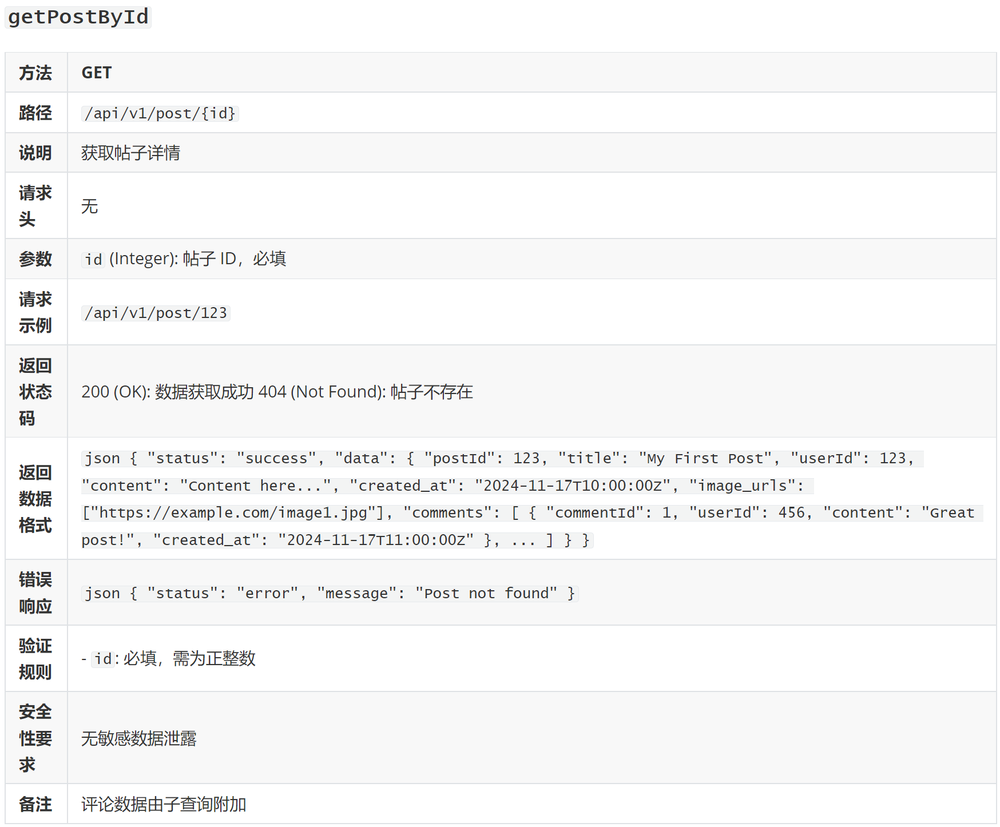 getPostById
方法 GET
路径 /api/v1/post/{id}
说明 获取帖子详情
请求
头
无
参数 id (Integer): 帖子 ID，必填
请求
示例
/api/v1/post/123
返回
状态
码
200 (OK): 数据获取成功 404 (Not Found): 帖子不存在
返回
数据
格式
json { "status": "success", "data": { "postId": 123, "title": "My First Post", "userId": 123,
"content": "Content here...", "created_at": "2024-11-17T10:00:00Z", "image_urls":
["https://example.com/image1.jpg"], "comments": [ { "commentId": 1, "userId": 456, "content": "Great
post!", "created_at": "2024-11-17T11:00:00Z" }, ... ] } }
错误
响应
json { "status": "error", "message": "Post not found" }
验证
规则
- id: 必填，需为正整数
安全
性要
求
无敏感数据泄露
备注 评论数据由子查询附加